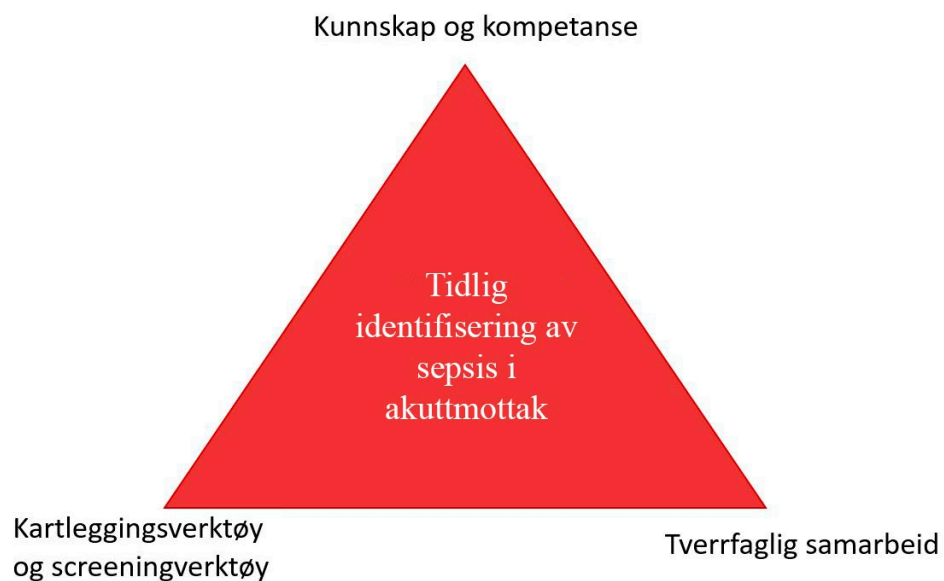 Kunnskap og kompetanse
Tidlig
identifisering av
sepsis i
akuttmottak
Kartleggingsverktøy
og screeningverktøy
Tverrfaglig samarbeid